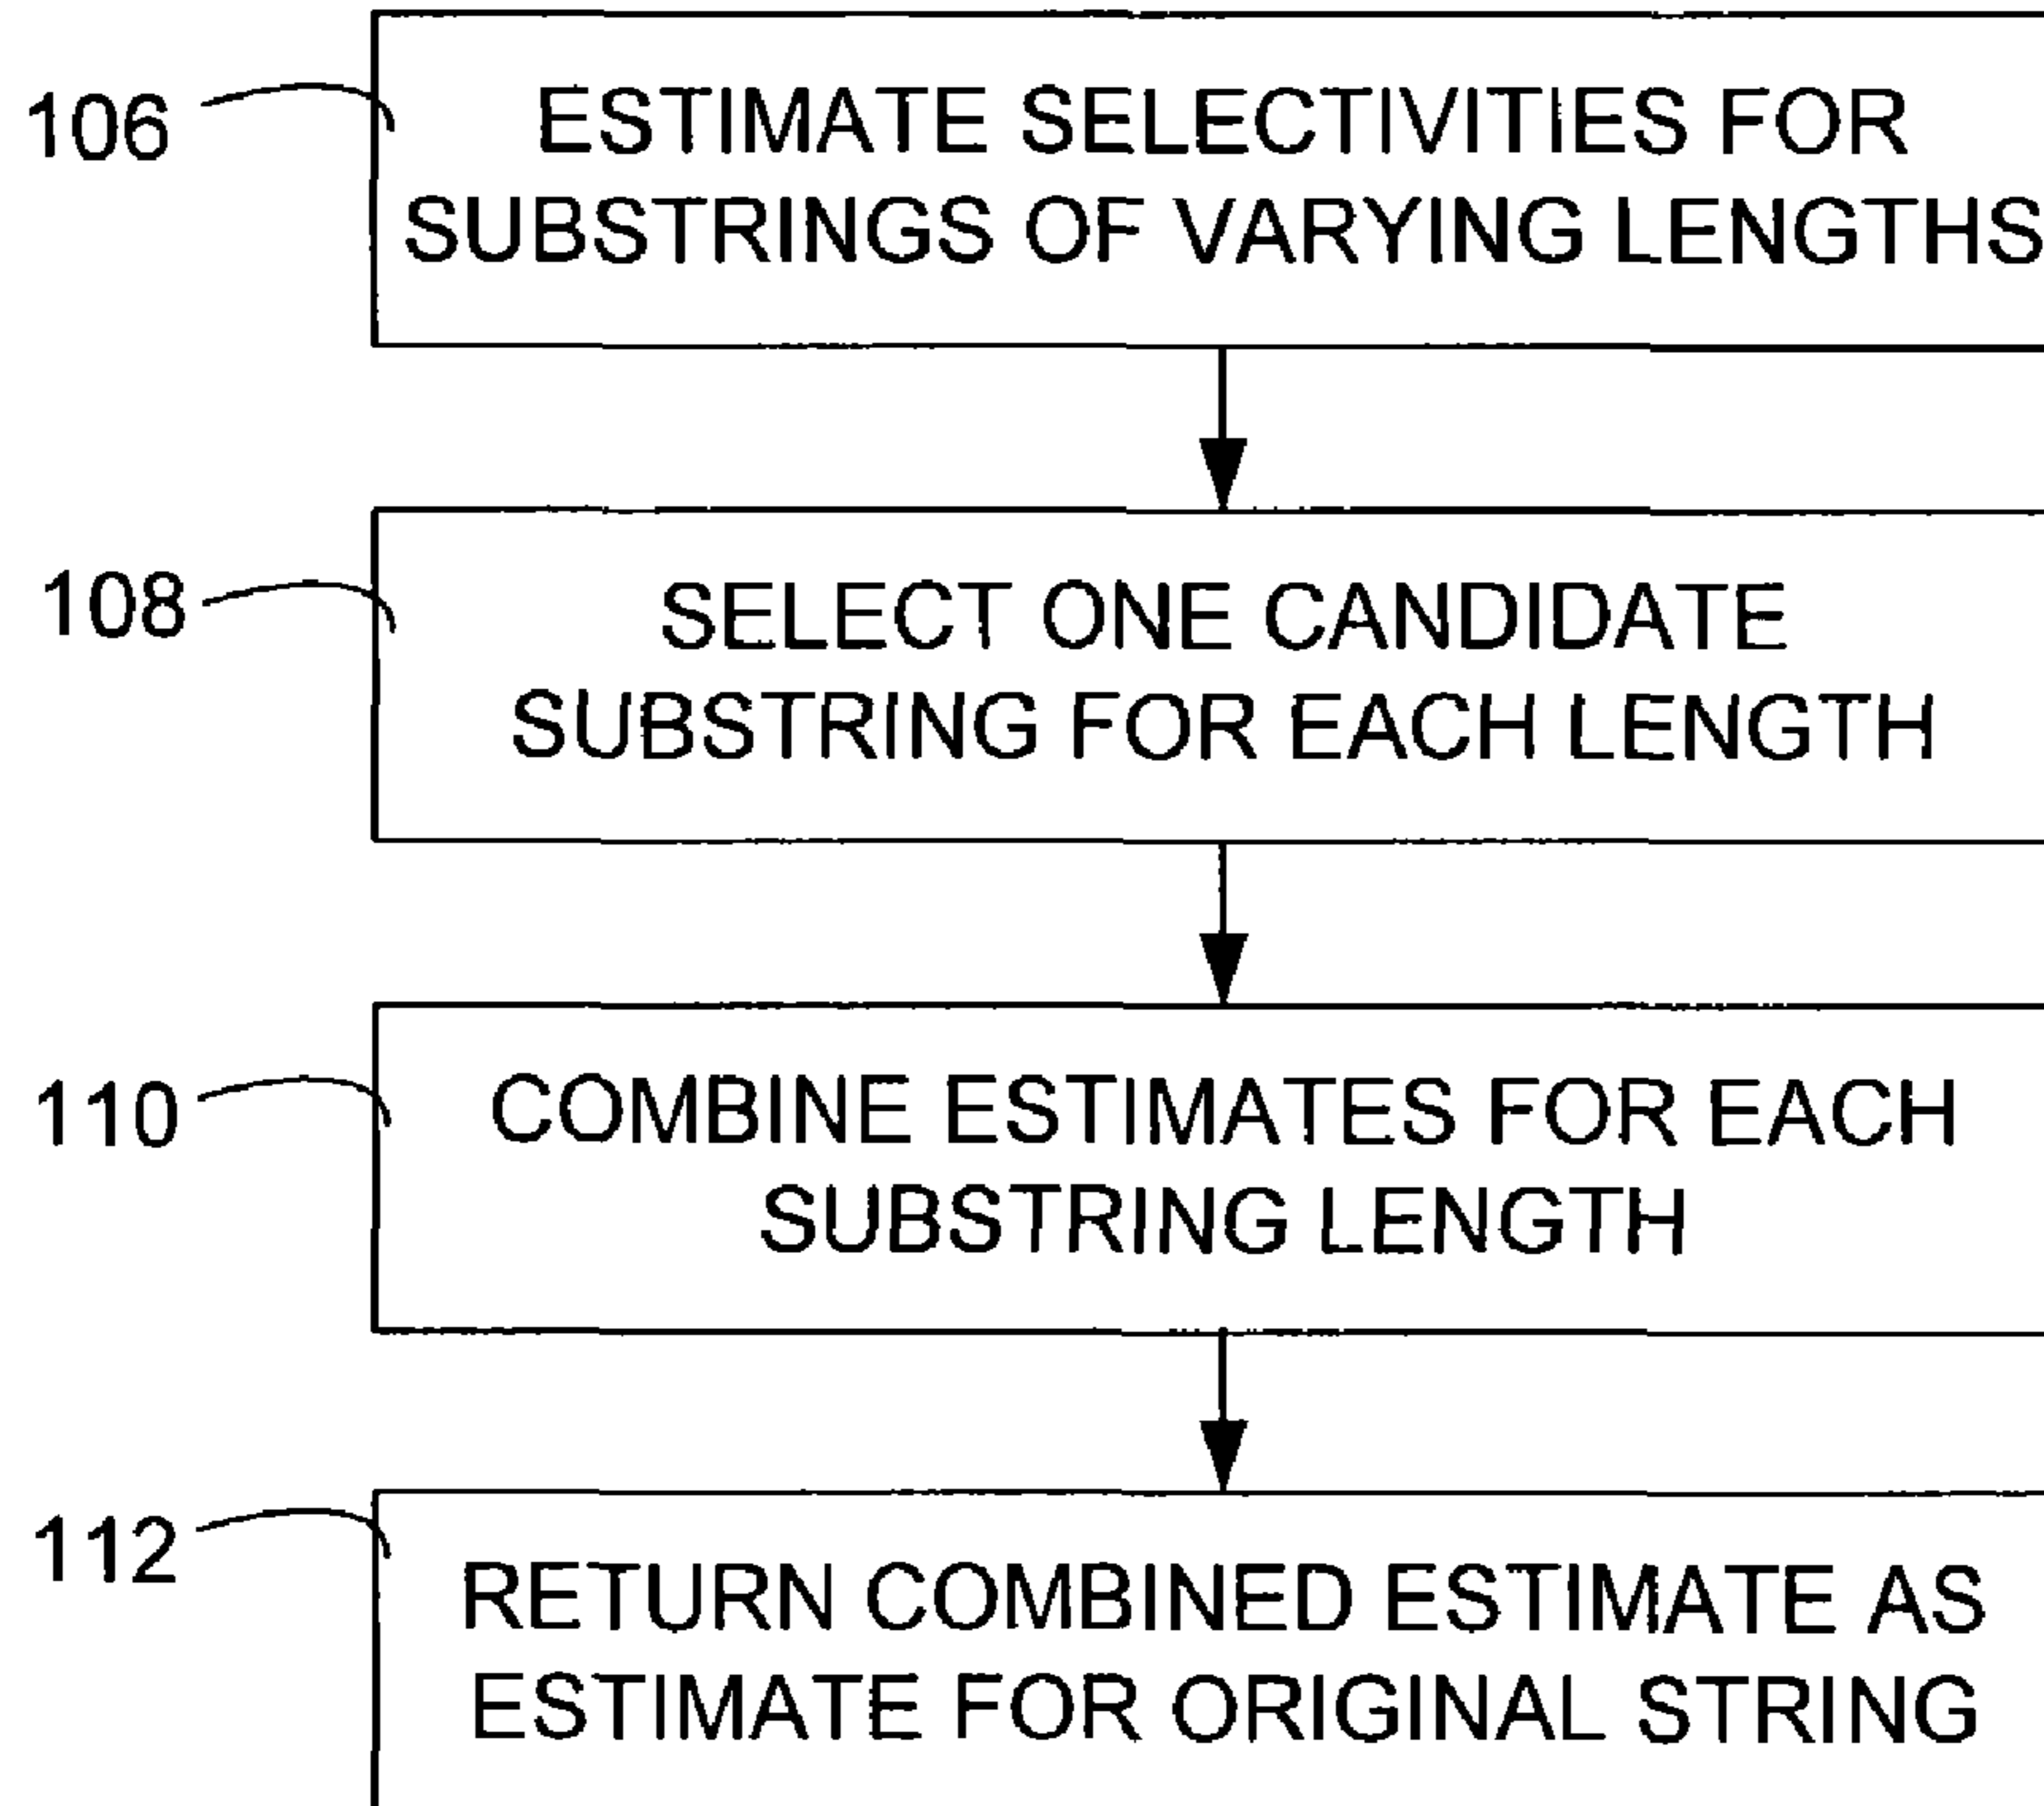 106
ESTIMATE SELECTIVITIES FOR
SUBSTRINGS OF VARYING LENGTHS
108
SELECT ONE CANDIDATE
SUBSTRING FOR EACH LENGTH
110
COMBINE ESTIMATES FOR EACH
SUBSTRING LENGTH
112
RETURN COMBINED ESTIMATE AS
ESTIMATE FOR ORIGINAL STRING